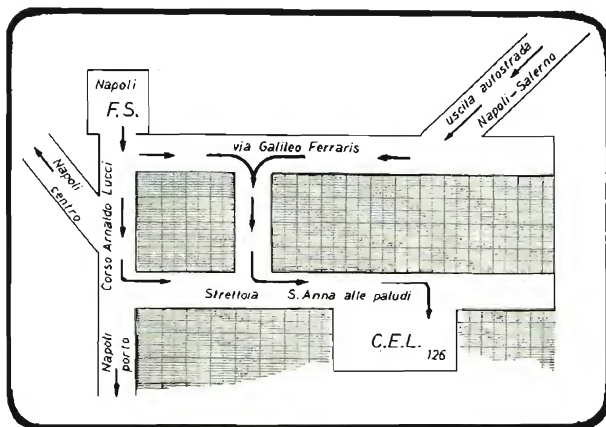 Napoli
F.S.
uscita autostrada
Napoli-Salerno
via Galileo Ferraris
Napoli
centro
Corso Arnaldo Lucci
Strettoia S. Anna alle paludi
C.E.L. 126
Napoli
porto